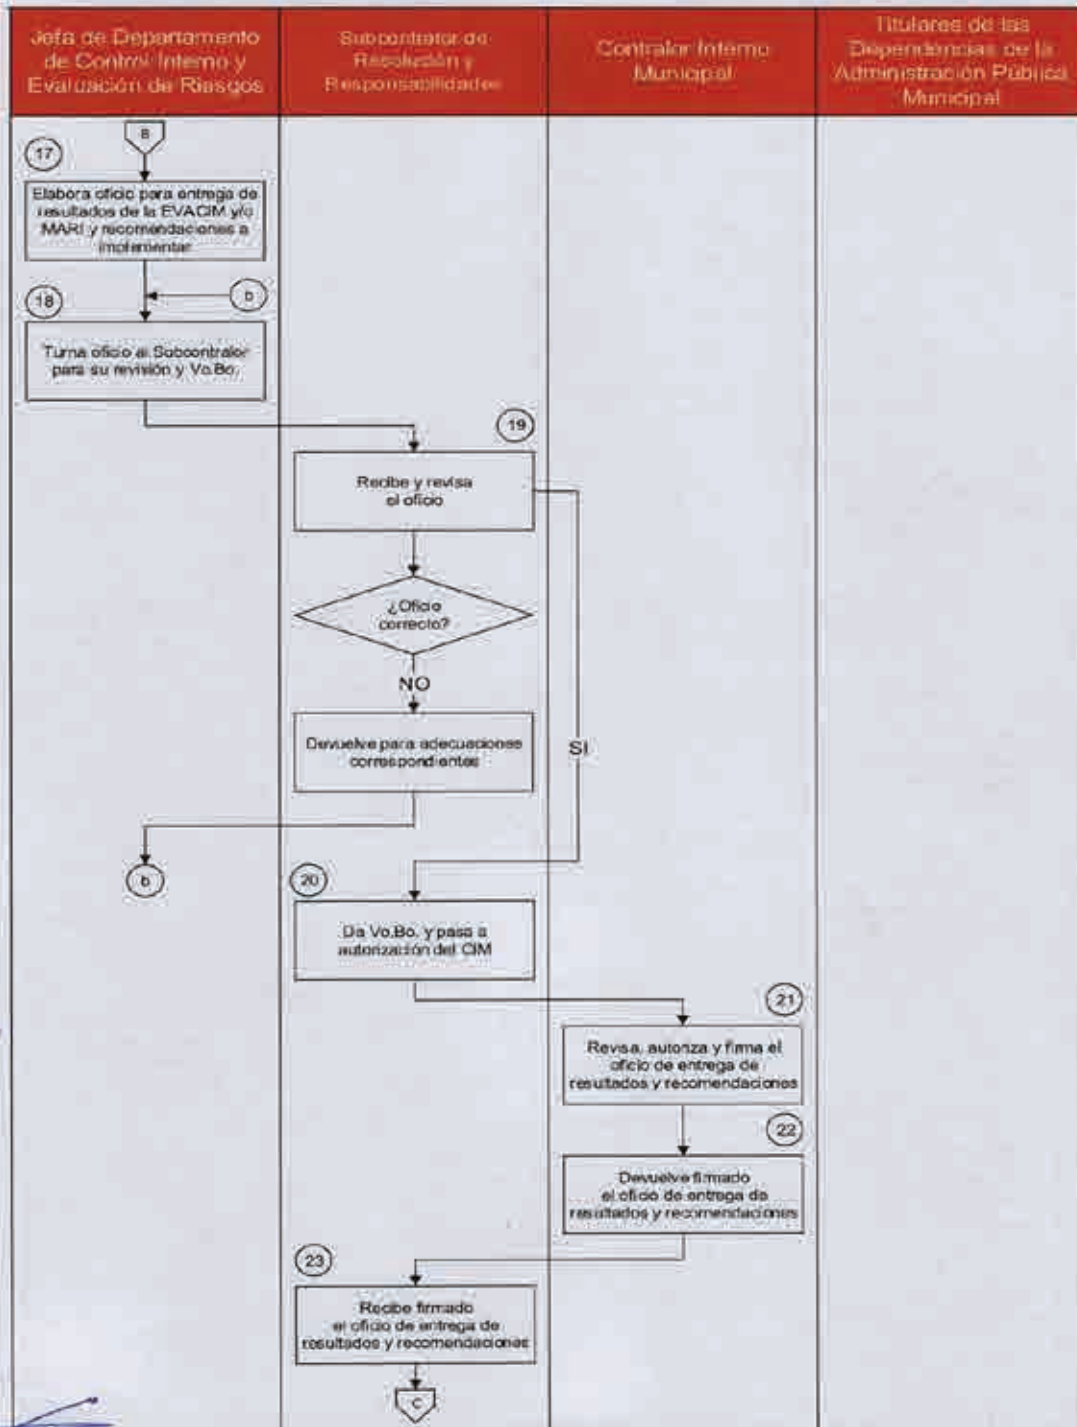 Jefa de Departamento
de Control Interno y
Evaluación de Riesgos
Subcontralor de
Resolución y
Responsabilidades
Contralor Interno
Municipal
Titulares de las
Dependencias de la
Administración Pública
Municipal
B
17
Elabora oficio para entrega de
resultados de la EVACIM y/o
MARI y recomendaciones a
implementar
b
18
Turna oficio al Subcontralor
para su revisión y Vo.Bo.
19
Recibe y revisa
el oficio
¿Oficio
correcto?
NO
SI
Devuelve para adecuaciones
correspondientes
b
20
Da Vo.Bo. y pasa a
autorización del CIM
21
Revisa, autoriza y firma el
oficio de entrega de
resultados y recomendaciones
22
Devuelve firmado
el oficio de entrega de
resultados y recomendaciones
23
Recibe firmado
el oficio de entrega de
resultados y recomendaciones
C